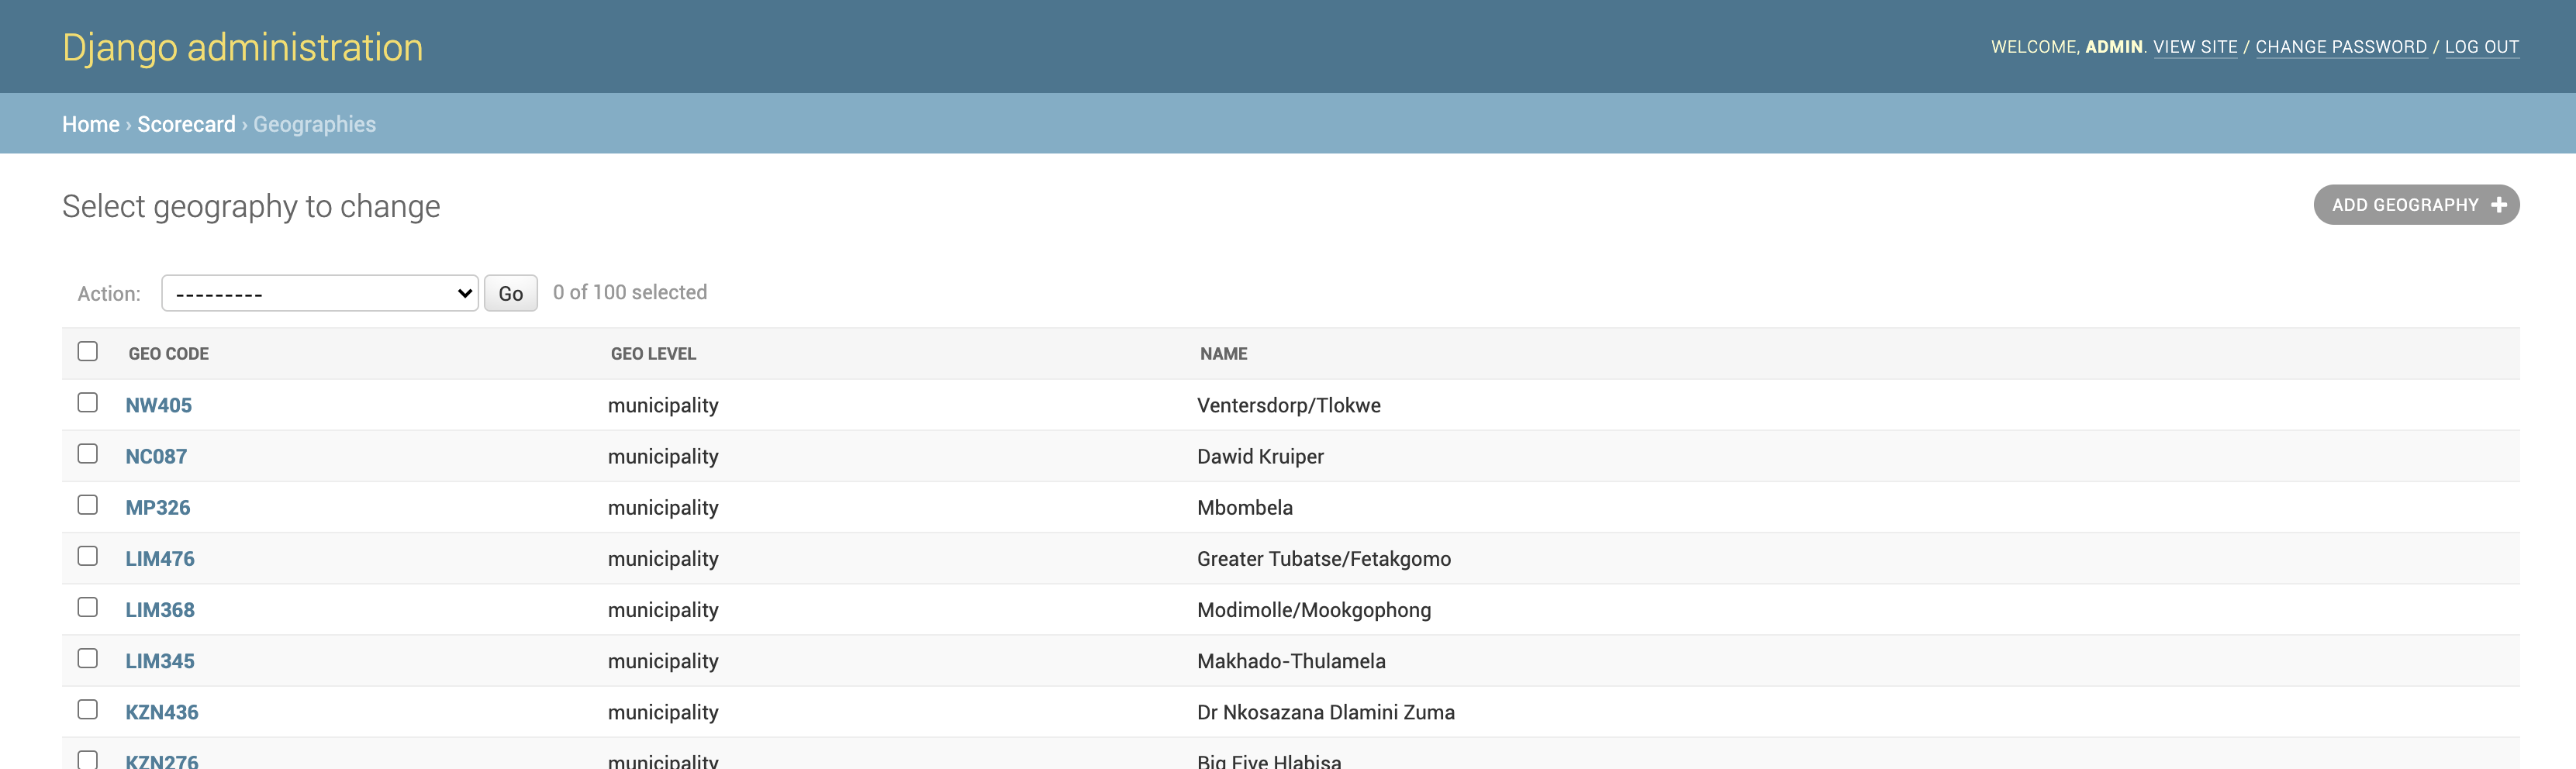 Django administration
WELCOME, ADMIN. VIEW SITE / CHANGE PASSWORD / LOG OUT
Home › Scorecard › Geographies
Select geography to change
ADD GEOGRAPHY +
Action: --------- Go 0 of 100 selected
GEO CODE GEO LEVEL NAME
NW405 municipality Ventersdorp/Tlokwe
NC087 municipality Dawid Kruiper
MP326 municipality Mbombela
LIM476 municipality Greater Tubatse/Fetakgomo
LIM368 municipality Modimolle/Mookgophong
LIM345 municipality Makhado-Thulamela
KZN436 municipality Dr Nkosazana Dlamini Zuma
KZN276 municipality Big Five Hlabisa